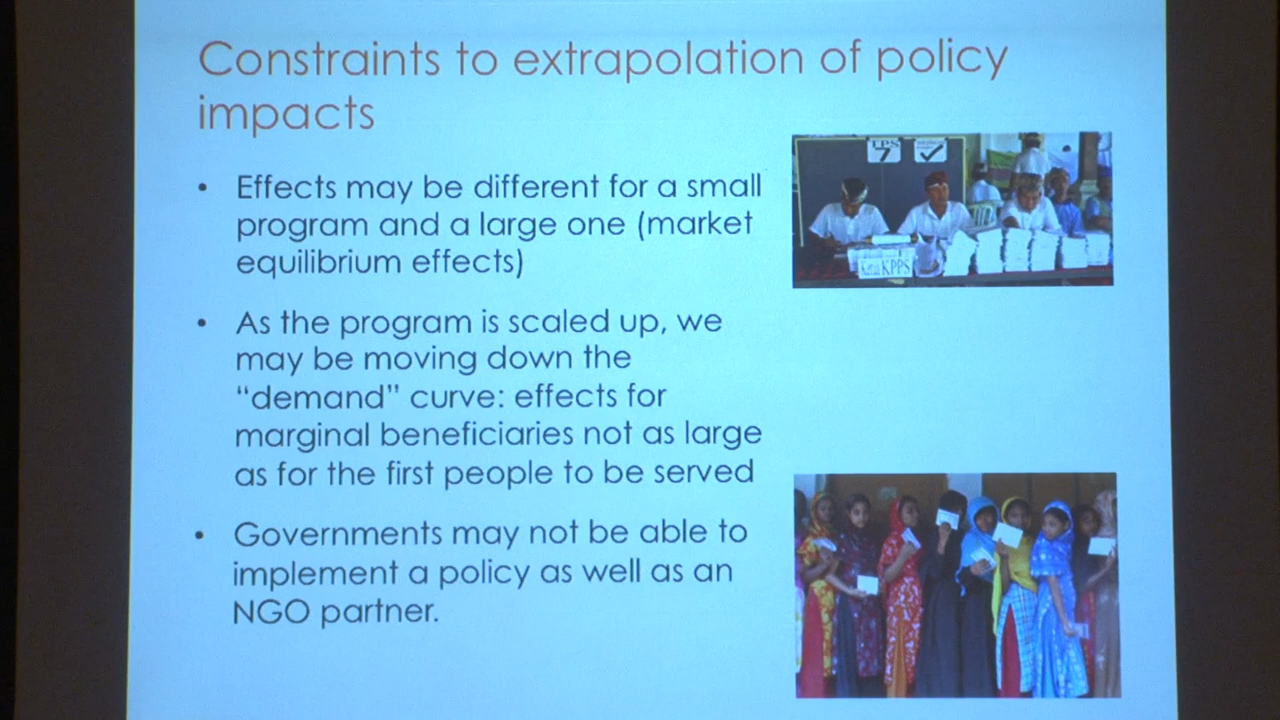 Constraints to extrapolation of policy
impacts
• Effects may be different for a small
program and a large one (market
equilibrium effects)
• As the program is scaled up, we
may be moving down the
“demand” curve: effects for
marginal beneficiaries not as large
as for the first people to be served
• Governments may not be able to
implement a policy as well as an
NGO partner.
TPS
7
KPPS